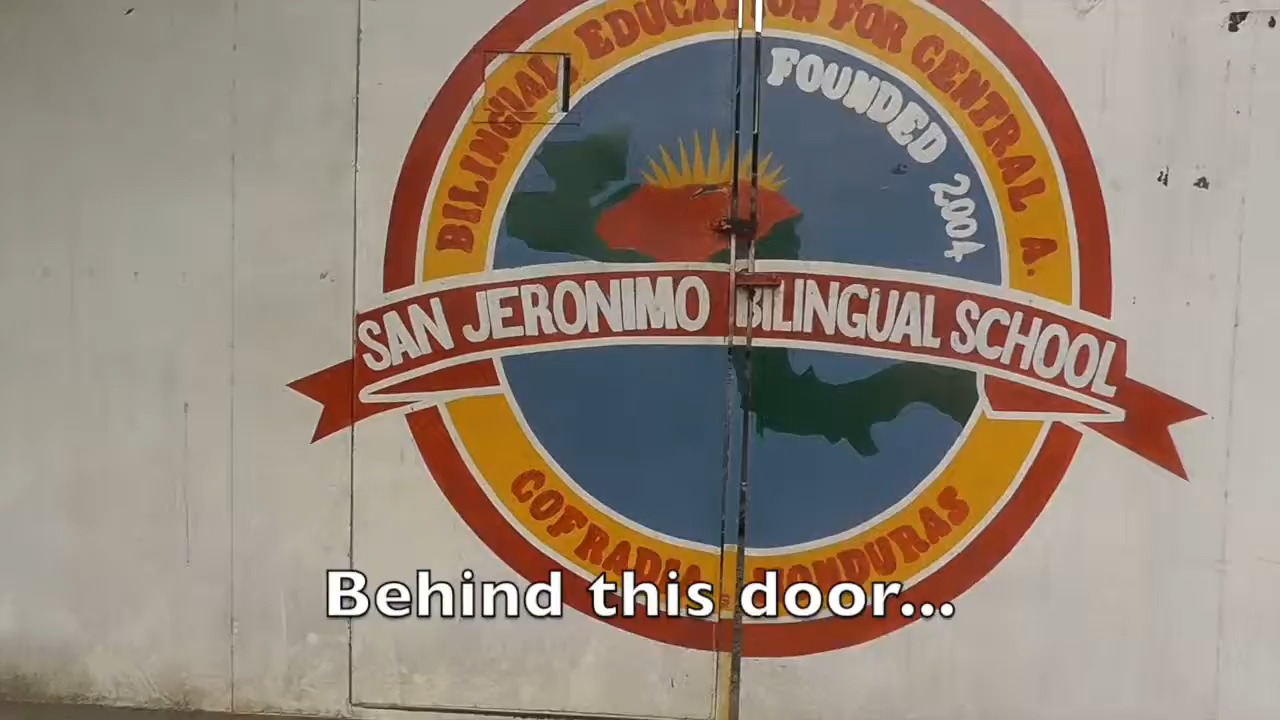 BILINGUAL EDUCATION FOR CENTRAL A.
FOUNDED 2004
SAN JERONIMO BILINGUAL SCHOOL
COFRADIA HONDURAS
Behind this door...